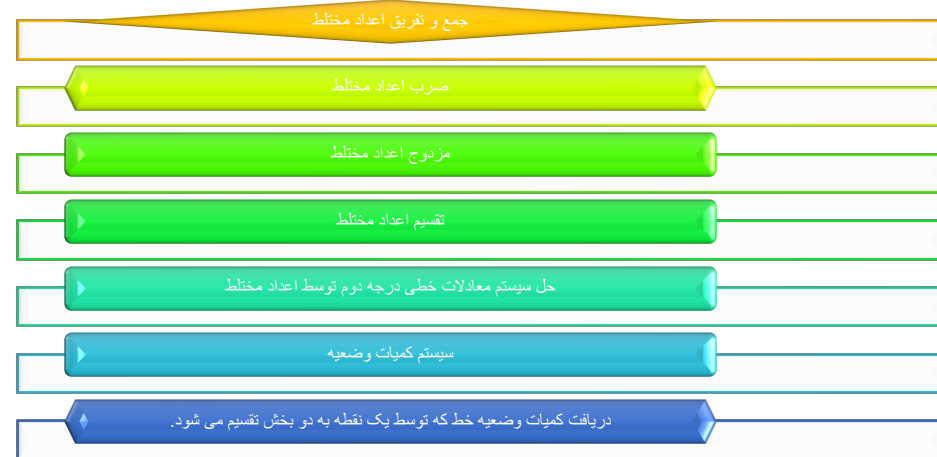 جمع و تفریق اعداد مختلط
ضرب اعداد مختلط
مزدوج اعداد مختلط
تقسیم اعداد مختلط
حل سیستم معادلات خطی درجه دوم توسط اعداد مختلط
سیستم کمیات وضعیه
دریافت کمیات وضعیه خط که توسط یک نقطه به دو بخش تقسیم می شود.